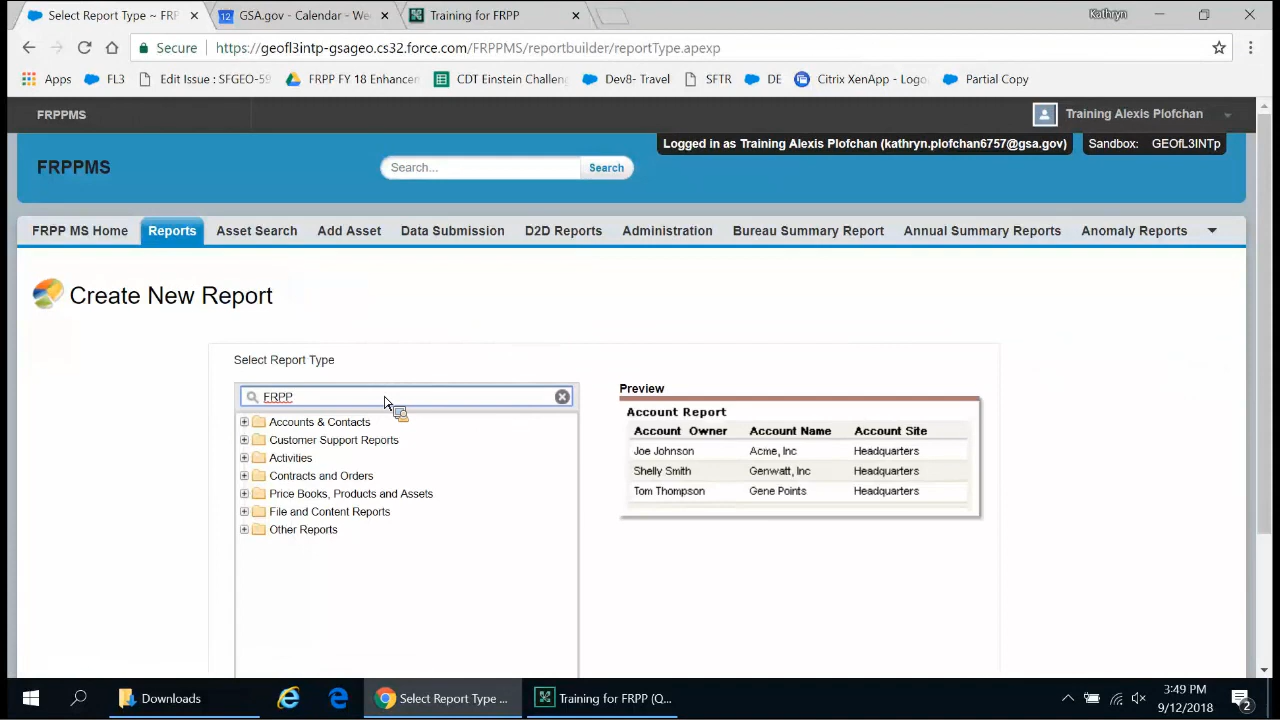 Select Report Type ~ FRP
GSA.gov - Calendar - We
Training for FRPP
Kathryn
Secure
https://geofl3intp-gsageo.cs32.force.com/FRPPMS/reportbuilder/reportType.apexp
Apps
FL3
Edit Issue : SFGEO-59
FRPP FY 18 Enhancen
CDT Einstein Challeng
Dev8- Travel
SFTR
DE
Citrix XenApp - Logo
Partial Copy
FRPPMS
Training Alexis Plofchan
FRPPMS
Search...
Search
Logged in as Training Alexis Plofchan (kathryn.plofchan6757@gsa.gov)
Sandbox: GEOfL3INTp
FRPP MS Home
Reports
Asset Search
Add Asset
Data Submission
D2D Reports
Administration
Bureau Summary Report
Annual Summary Reports
Anomaly Reports
Create New Report
Select Report Type
FRPP
Accounts & Contacts
Customer Support Reports
Activities
Contracts and Orders
Price Books, Products and Assets
File and Content Reports
Other Reports
Preview
Account Report
Account Owner Account Name Account Site
Joe Johnson Acme, Inc Headquarters
Shelly Smith Genwatt, Inc Headquarters
Tom Thompson Gene Points Headquarters
Downloads
Select Report Type ...
Training for FRPP (Q...
3:49 PM
9/12/2018
2